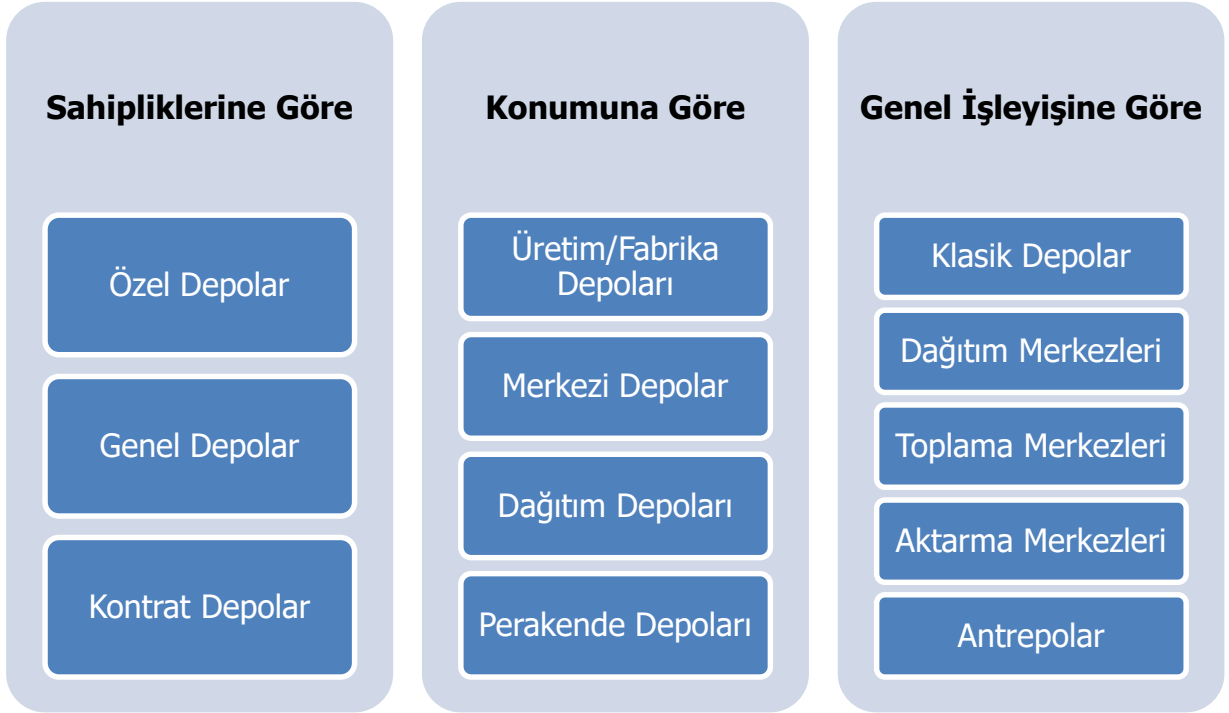 Sahipliklerine Göre
Özel Depolar
Genel Depolar
Kontrat Depolar
Konumuna Göre
Üretim/Fabrika
Depoları
Merkezi Depolar
Dağıtım Depoları
Perakende Depoları
Genel İşleyişine Göre
Klasik Depolar
Dağıtım Merkezleri
Toplama Merkezleri
Aktarma Merkezleri
Antrepolar